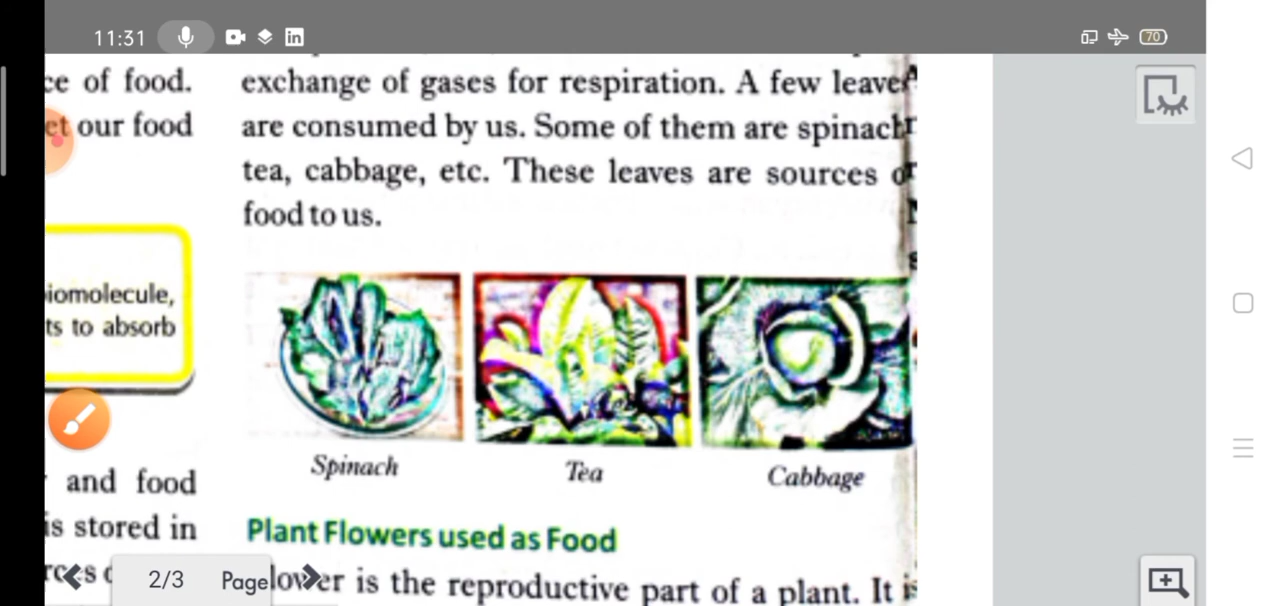 11:31
70
ce of food.
et our food
exchange of gases for respiration. A few leave
are consumed by us. Some of them are spinach
tea, cabbage, etc. These leaves are sources
food to us.
iomolecule,
ts to absorb
Spinach
Tea
Cabbage
and food
is stored in
Plant Flowers used as Food
2/3 Page
is the reproductive part of a plant. It is